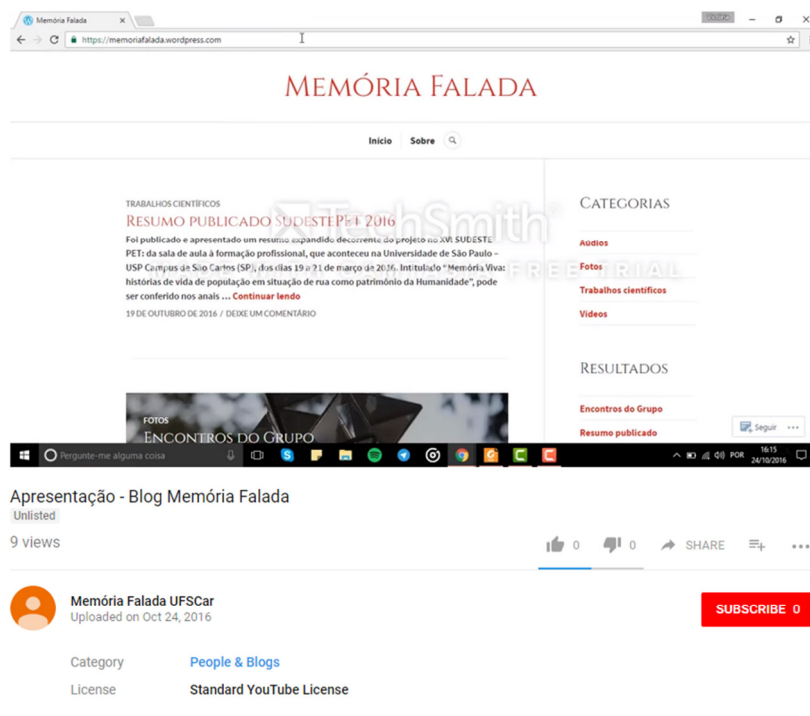 Memória Falada
https://memoriafalada.wordpress.com
MEMÓRIA FALADA
Início Sobre
TRABALHOS CIENTÍFICOS
RESUMO PUBLICADO SUDESTEPET 2016
Foi publicado e apresentado um resumo expandido decorrente do projeto no XVI SUDESTE
PET: da sala de aula à formação profissional, que aconteceu na Universidade de São Paulo –
USP Campus de São Carlos (SP), dos dias 19 a 21 de março de 2016. Intitulado “Memória Viva:
histórias de vida de população em situação de rua como patrimônio da Humanidade”, pode
ser conferido nos anais … Continuar lendo
19 DE OUTUBRO DE 2016 / DEIXE UM COMENTÁRIO
TechSmith
FREE TRIAL
CATEGORIAS
Audios
Fotos
Trabalhos científicos
Vídeos
RESULTADOS
Encontros do Grupo
Resumo publicado
FOTOS
ENCONTROS DO GRUPO
Seguir
Pergunte-me alguma coisa
POR
16:15
24/10/2016
Apresentação - Blog Memória Falada
Unlisted
9 views
0 0 SHARE
Memória Falada UFSCar
Uploaded on Oct 24, 2016
SUBSCRIBE 0
Category People & Blogs
License Standard YouTube License